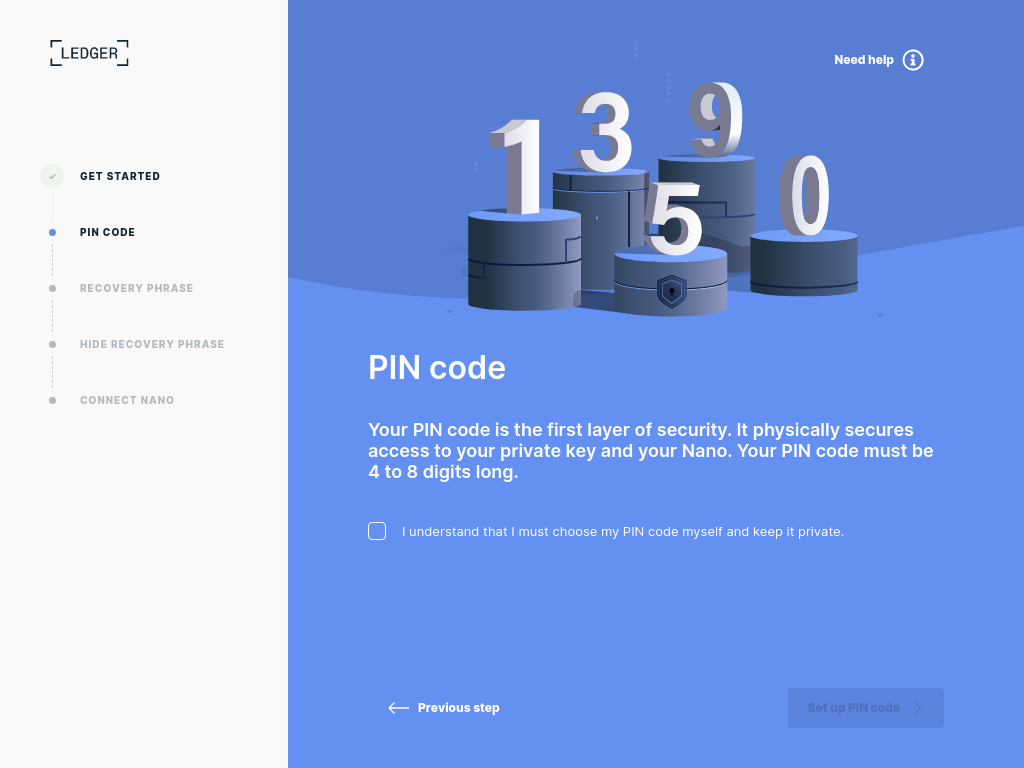 LEDGER
GET STARTED
PIN CODE
RECOVERY PHRASE
HIDE RECOVERY PHRASE
CONNECT NANO
Need help
1 3 5 9 0
PIN code
Your PIN code is the first layer of security. It physically secures
access to your private key and your Nano. Your PIN code must be
4 to 8 digits long.
I understand that I must choose my PIN code myself and keep it private.
Previous step
Set up PIN code